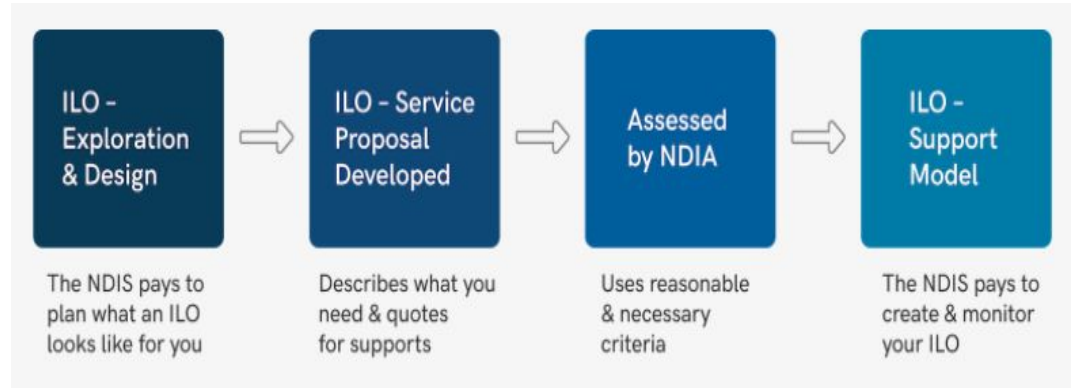 ILO –
Exploration
& Design
ILO – Service
Proposal
Developed
Assessed
by NDIA
ILO –
Support
Model
The NDIS pays to
plan what an ILO
looks like for you
Describes what you
need & quotes
for supports
Uses reasonable
& necessary
criteria
The NDIS pays to
create & monitor
your ILO